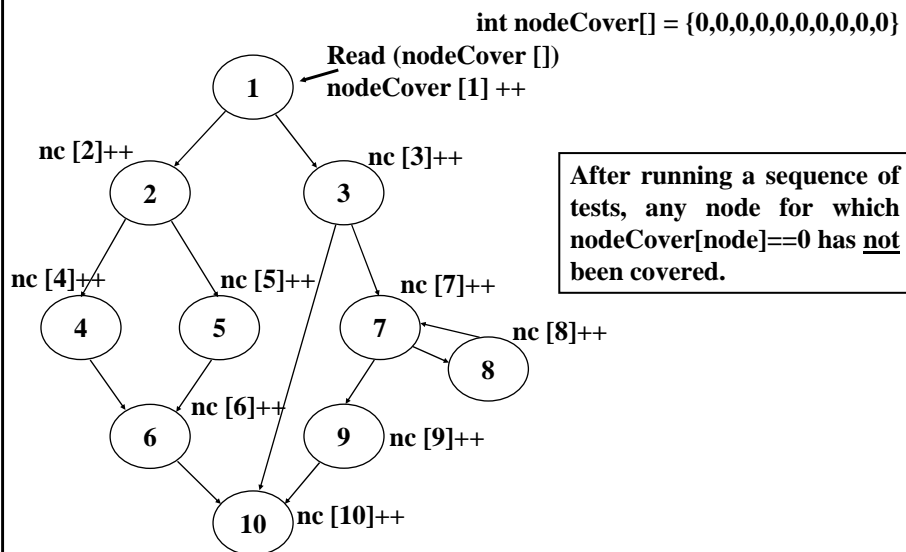 int nodeCover[] = {0,0,0,0,0,0,0,0,0,0}
Read (nodeCover [])
nodeCover [1] ++
1
nc [2]++
nc [3]++
2
3
After running a sequence of
tests, any node for which
nodeCover[node]==0 has not
been covered.
nc [4]++
nc [5]++
nc [7]++
4
5
7
nc [8]++
8
nc [6]++
6
9
nc [9]++
10
nc [10]++